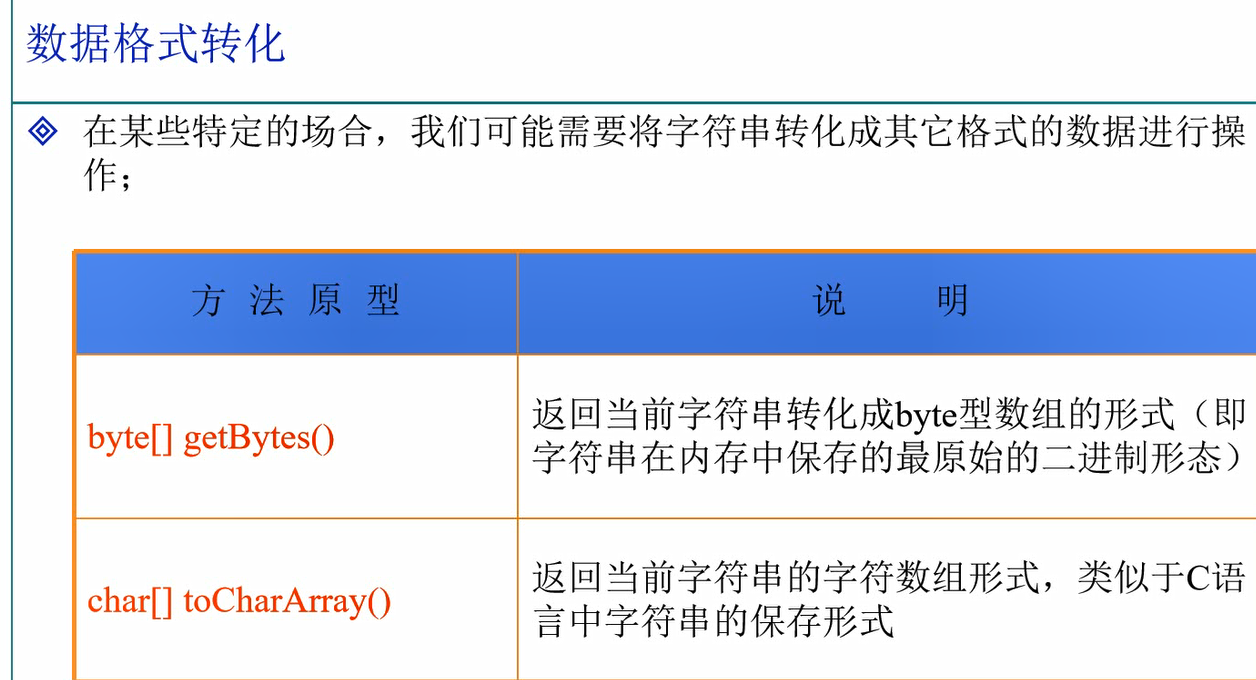 数据格式转化
在某些特定的场合，我们可能需要将字符串转化成其它格式的数据进行操
作；
方 法 原 型
说 明
byte[] getBytes()
返回当前字符串转化成byte型数组的形式（即
字符串在内存中保存的最原始的二进制形态）
char[] toCharArray()
返回当前字符串的字符数组形式，类似于C语
言中字符串的保存形式